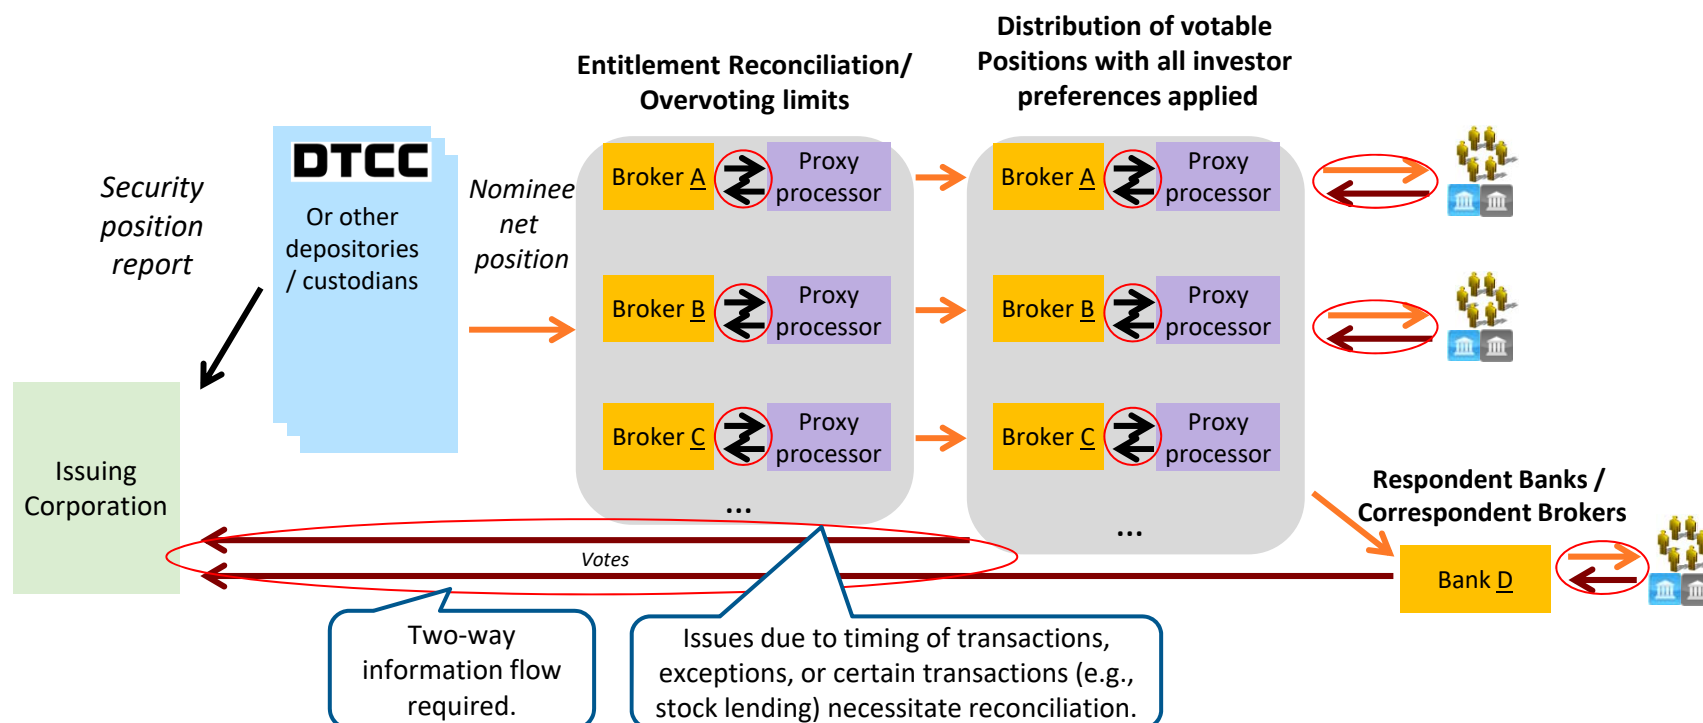 Distribution of votable
Positions with all investor
preferences applied
Entitlement Reconciliation/
Overvoting limits
DTCC
Or other
depositories
/ custodians
Security
position
report
Nominee
net
position
Broker A
Proxy
processor
Broker A
Proxy
processor
Broker B
Proxy
processor
Broker B
Proxy
processor
Broker C
Proxy
processor
Broker C
Proxy
processor
...
...
Issuing
Corporation
Respondent Banks /
Correspondent Brokers
Bank D
Votes
Two-way
information flow
required.
Issues due to timing of transactions,
exceptions, or certain transactions (e.g.,
stock lending) necessitate reconciliation.